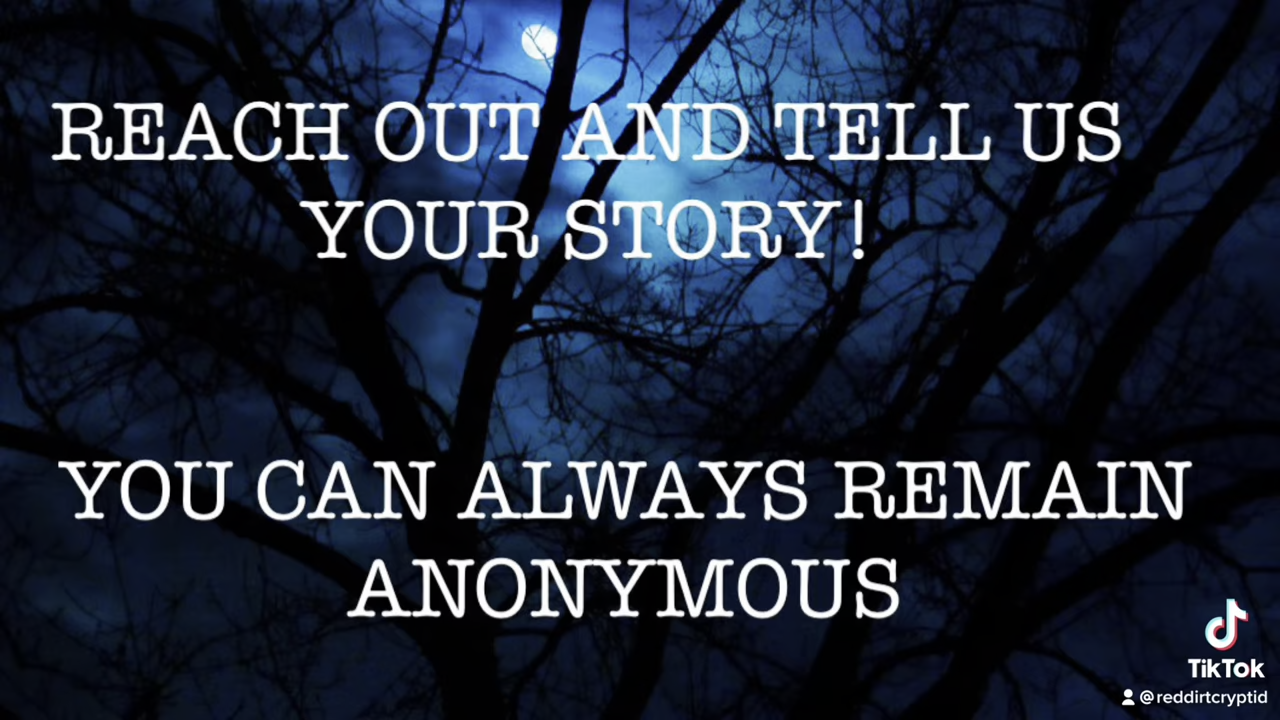 REACH OUT AND TELL US
YOUR STORY!
YOU CAN ALWAYS REMAIN
ANONYMOUS
TikTok
@reddirtcryptid